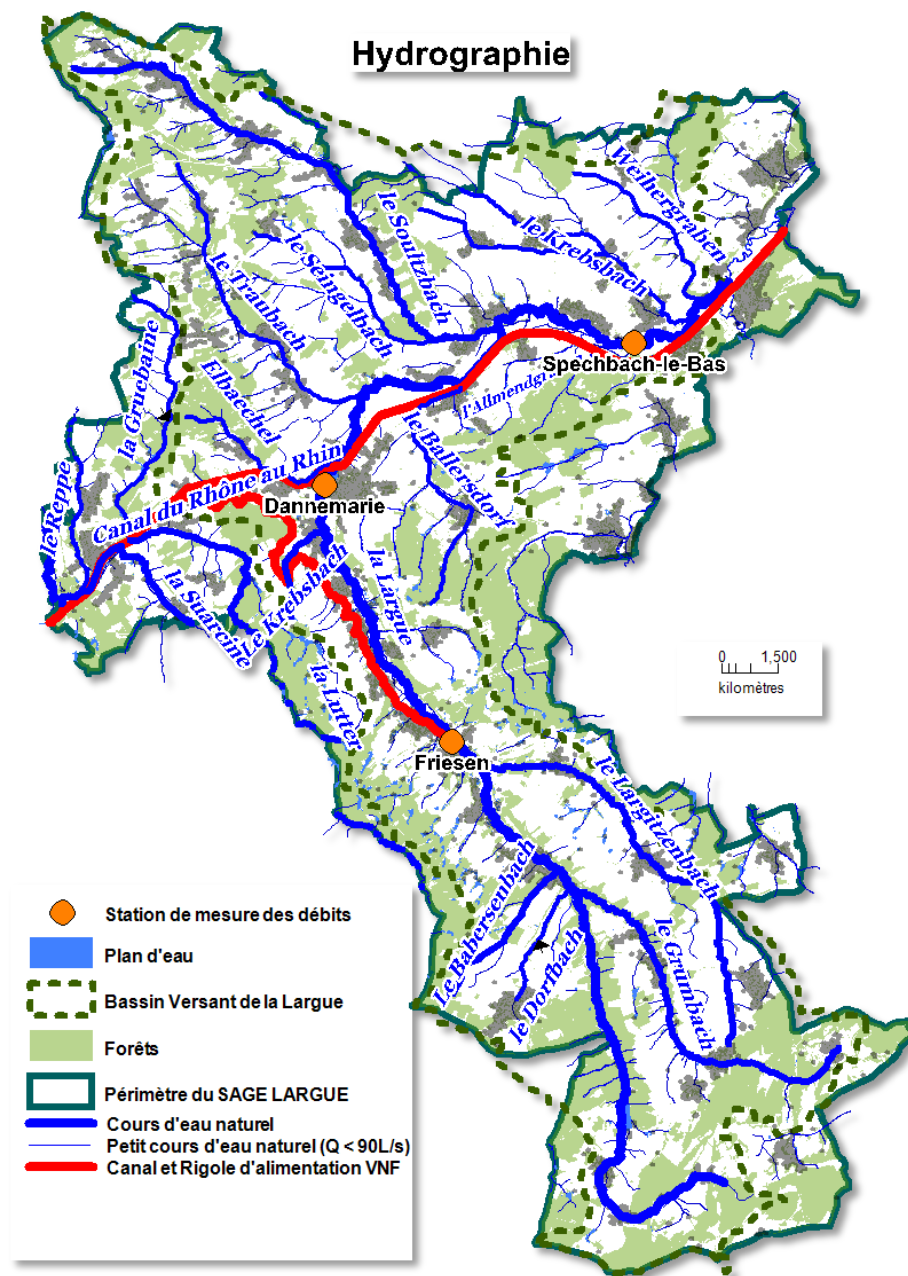 Hydrographie
Weihergraben
le Soultzbach
le Krebsbach
le Seingelbach
le Traubach
la Gruebaine
Spechbach-le-Bas
Elbaechel
l'Allmendgr
le Ballersdorf
le Reppe
Canal du Rhône au Rhin
Dannemarie
la Largue
la Suarcine
Le Krebsbach
la Lutter
0 1,500
kilomètres
Friesen
le Largitzenbach
Le Babersenbach
le Dorfbach
le Grumbach
Station de mesure des débits
Plan d'eau
Bassin Versant de la Largue
Forêts
Périmètre du SAGE LARGUE
Cours d'eau naturel
Petit cours d'eau naturel (Q < 90L/s)
Canal et Rigole d'alimentation VNF